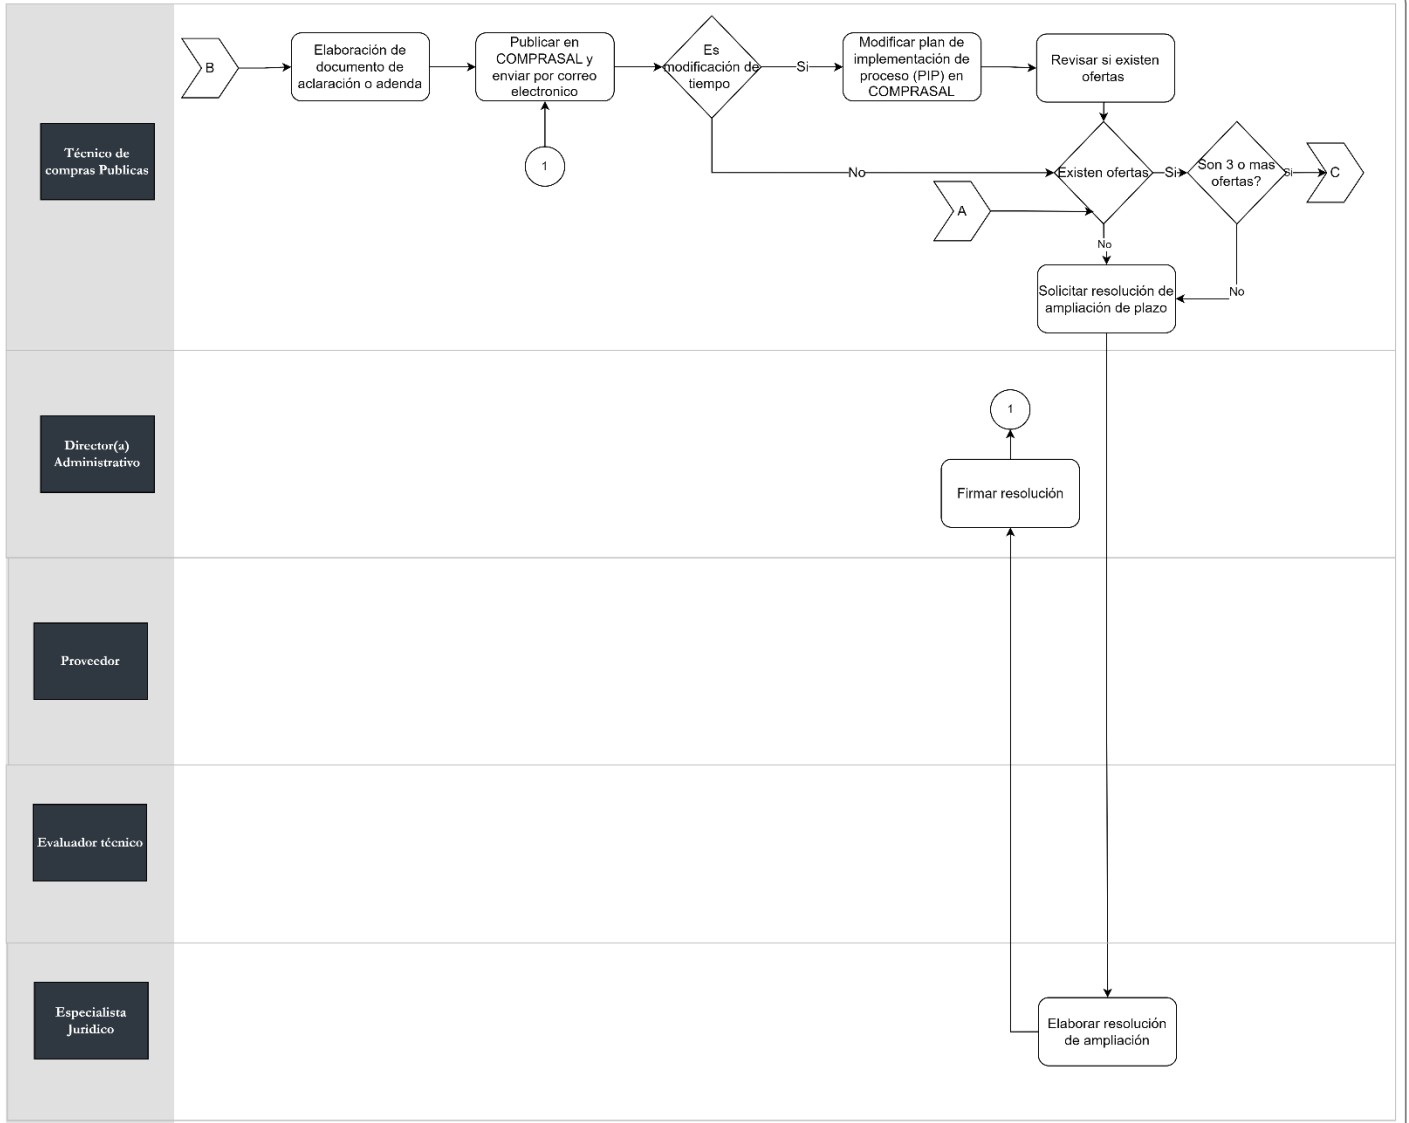 B
Elaboración de
documento de
aclaración o adenda
Publicar en
COMPRASAL y
enviar por correo
electronico
Es
modificación de
tiempo
Si
Modificar plan de
implementación de
proceso (PIP) en
COMPRASAL
Revisar si existen
ofertas
Técnico de
compras Publicas
1
No
Existen ofertas
Si
Son 3 o mas
ofertas?
Si
C
A
No
Solicitar resolución de
ampliación de plazo
No
Director(a)
Administrativo
1
Firmar resolución
Proveedor
Evaluador técnico
Especialista
Juridico
Elaborar resolución
de ampliación